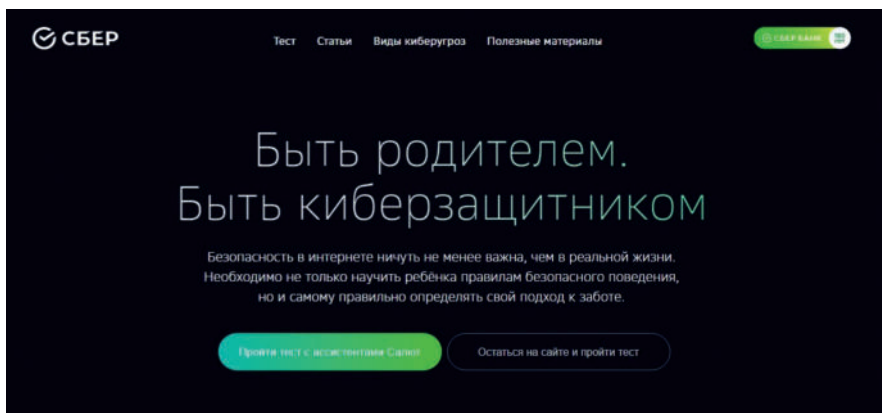 СБЕР
Тест Статьи Виды киберугроз Полезные материалы
СБЕР БАНК
Быть родителем.
Быть киберзащитником
Безопасность в интернете ничуть не менее важна, чем в реальной жизни.
Необходимо не только научить ребёнка правилам безопасного поведения,
но и самому правильно определять свой подход к заботе.
Пройти тест с ассистентами Салют
Остаться на сайте и пройти тест